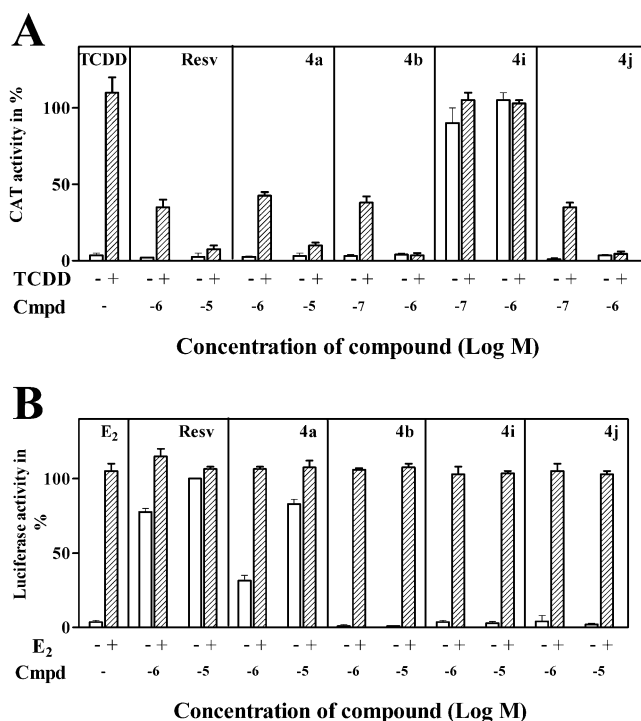 A
TCDD Resv 4a 4b 4i 4j
CAT activity in %
100
50
0
TCDD - + - + - + - + - + - + - + - + - + - + - +
Cmpd - -6 -5 -6 -5 -7 -6 -7 -6 -7 -6
Concentration of compound (Log M)
B
E2 Resv 4a 4b 4i 4j
Luciferase activity in
%
100
50
0
E2 - + - + - + - + - + - + - + - + - + - + - +
Cmpd - -6 -5 -6 -5 -6 -5 -6 -5 -6 -5
Concentration of compound (Log M)